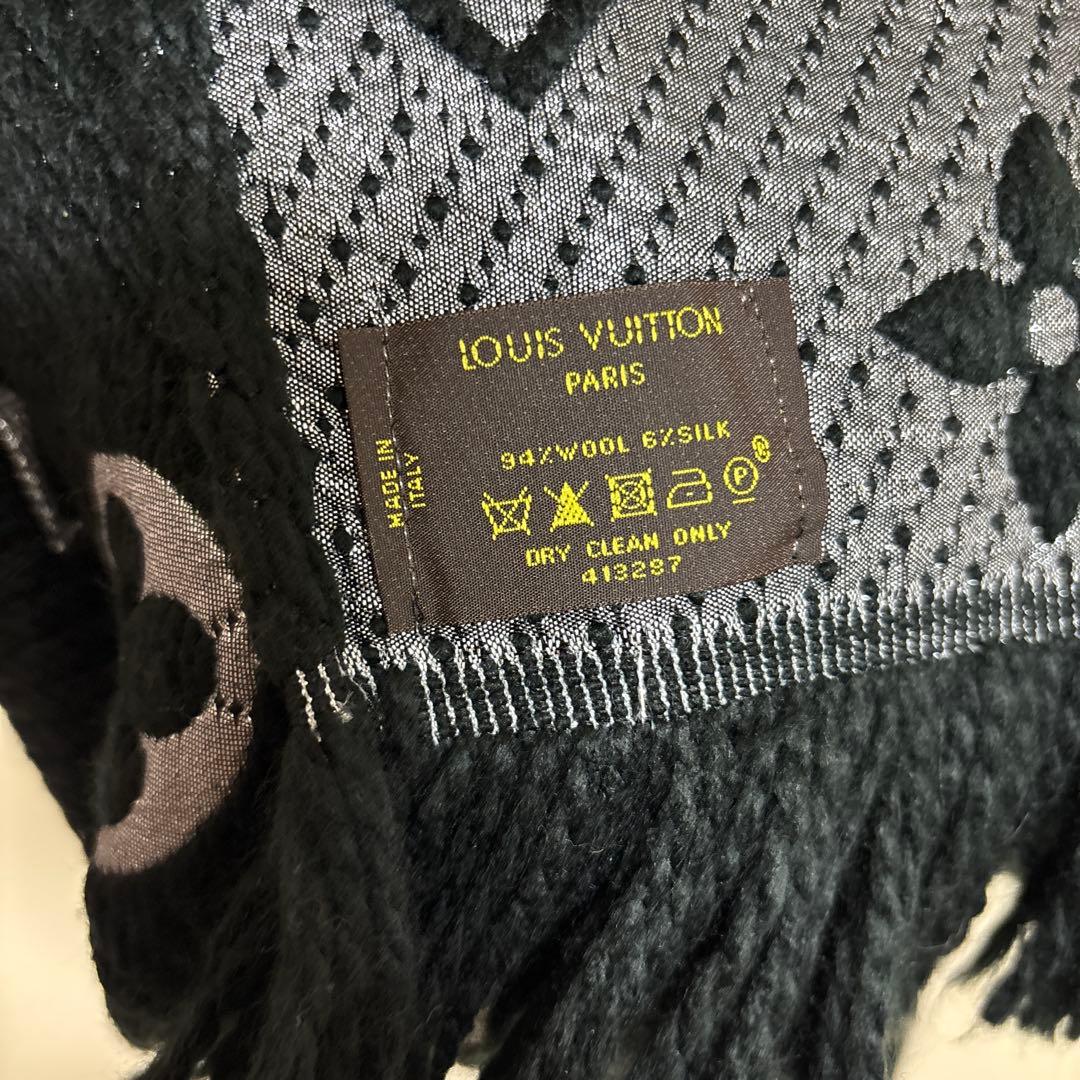 LOUIS VUITTON
PARIS
94%WOOL 6%SILK
P®
DRY CLEAN ONLY
413287
MADE IN
ITALY